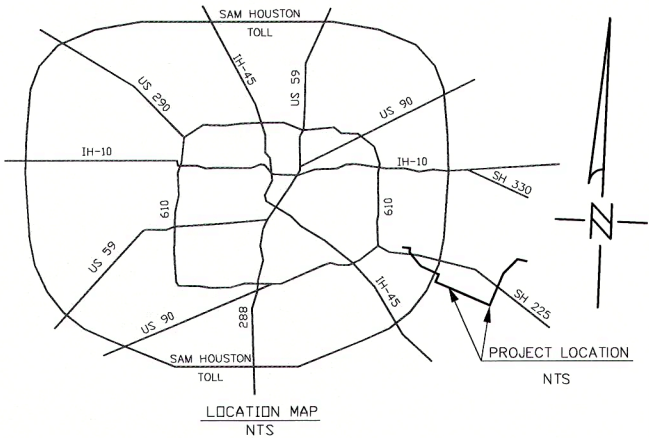 SAM HOUSTON
TOLL
IH-45
US 59
US 290
US 90
IH-10
IH-10
SH 330
610
610
N
US 59
IH-45
SH 225
288
US 90
SAM HOUSTON
TOLL
PROJECT LOCATION
NTS
LOCATION MAP
NTS